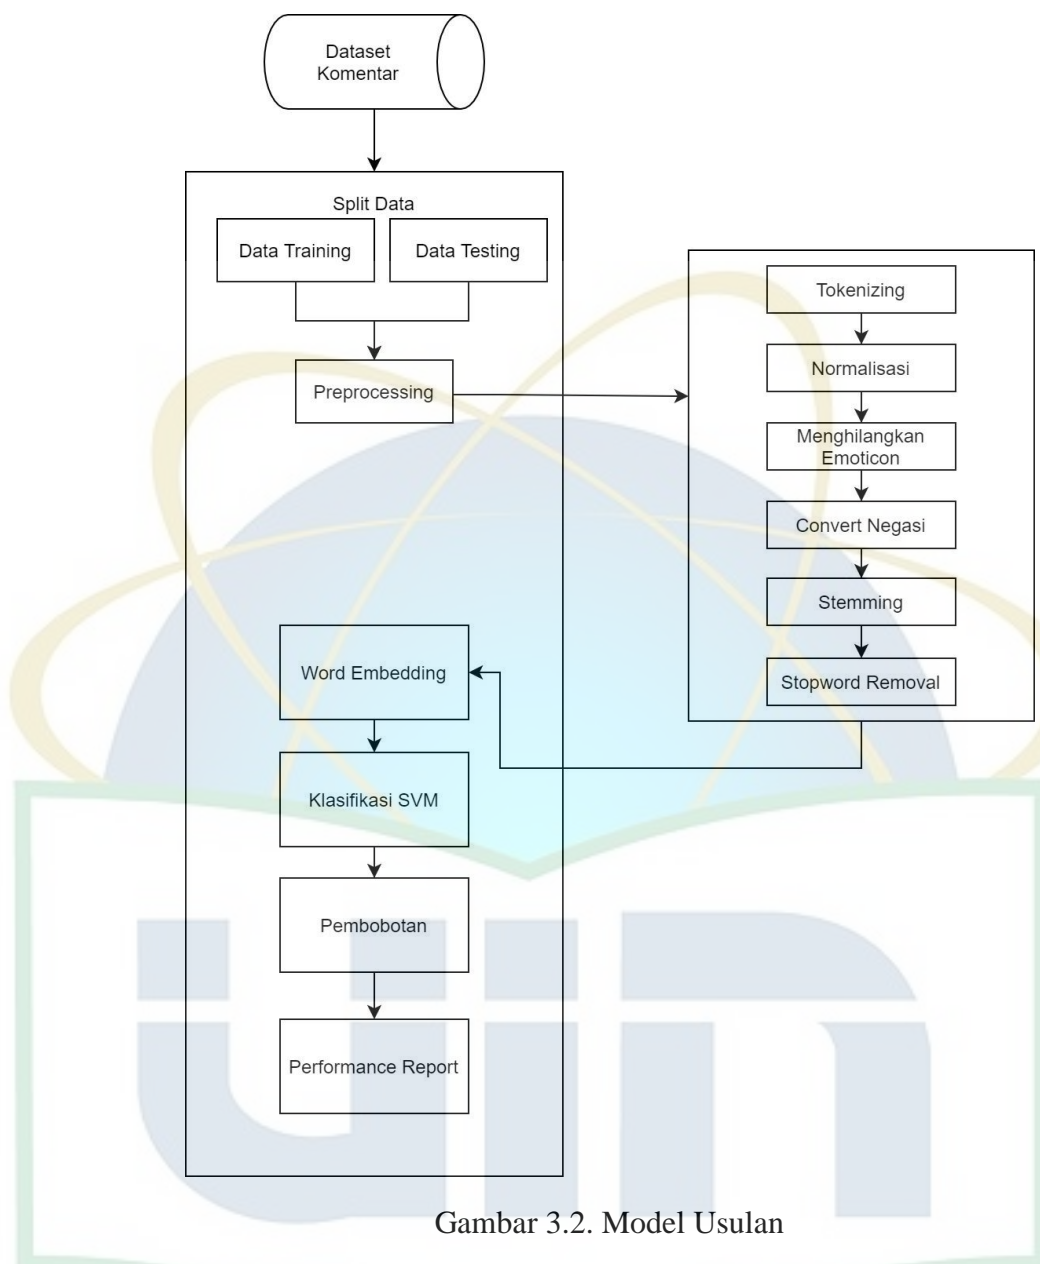 Dataset
Komentar
Split Data
Data Training
Data Testing
Preprocessing
Tokenizing
Normalisasi
Menghilangkan
Emoticon
Convert Negasi
Stemming
Stopword Removal
Word Embedding
Klasifikasi SVM
Pembobotan
Performance Report
uin
Gambar 3.2. Model Usulan